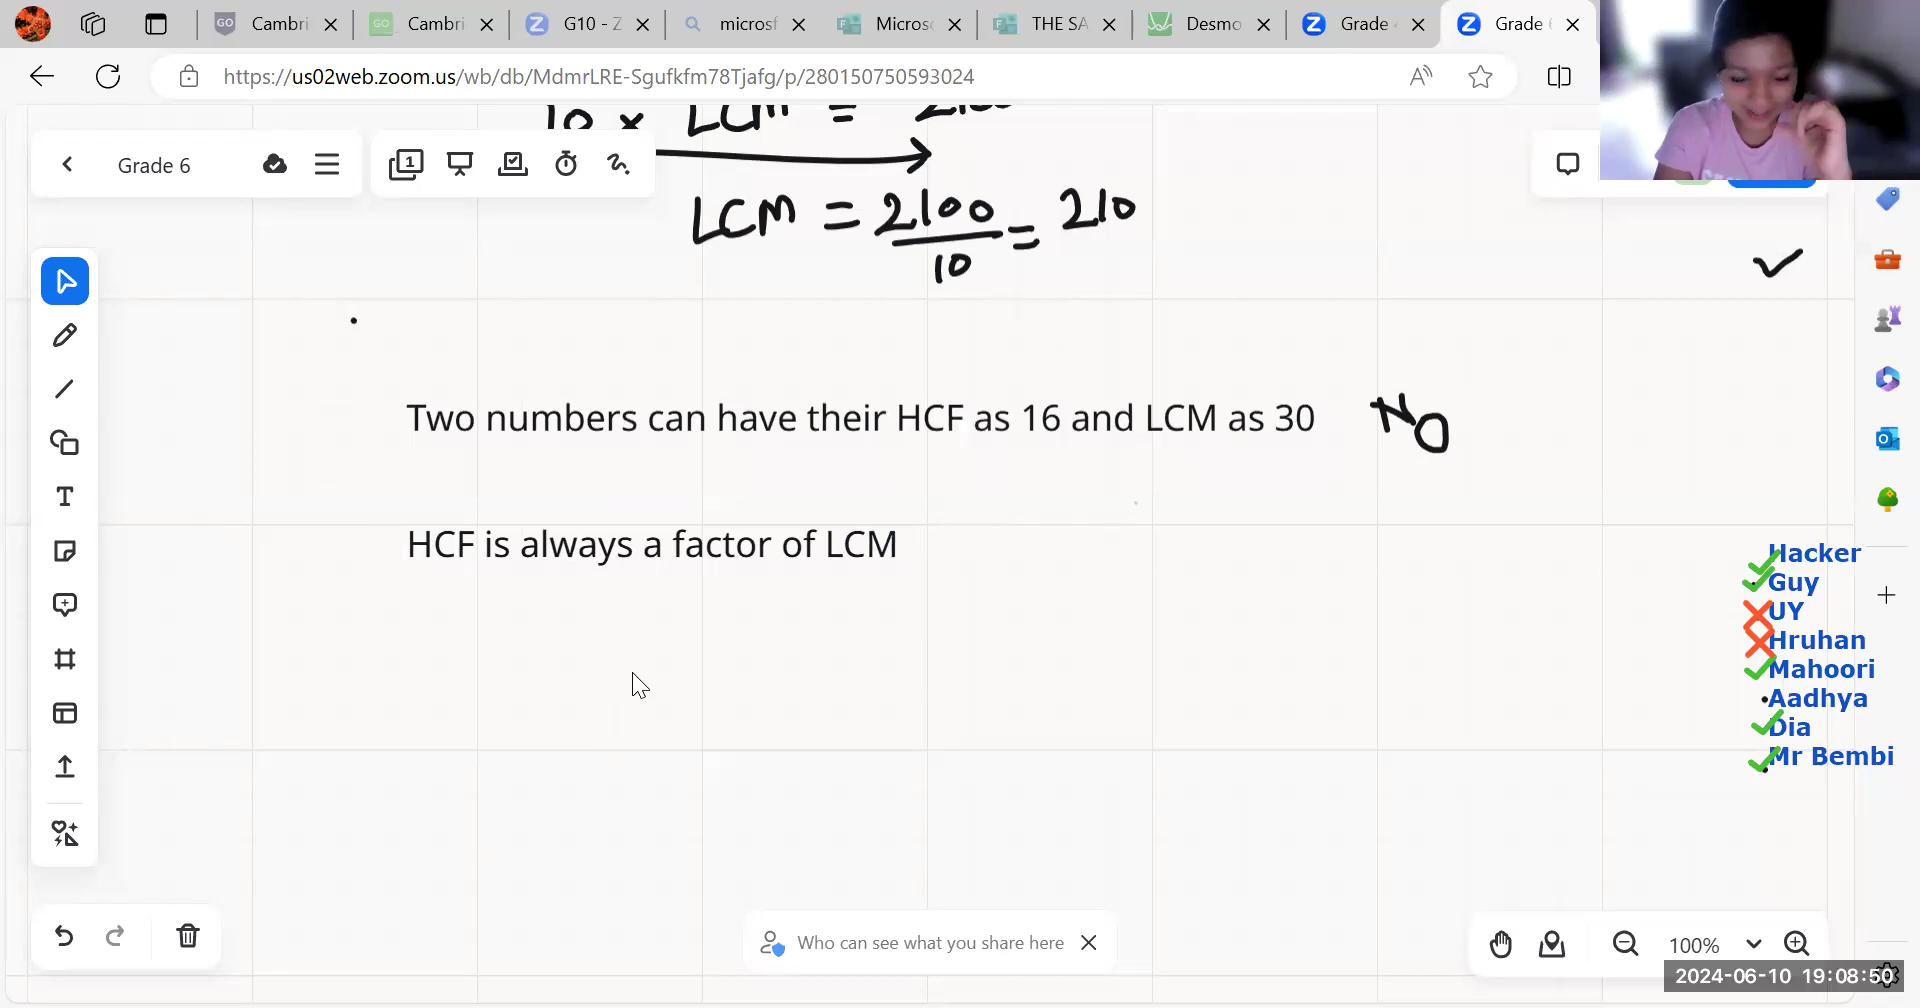 Cambri
Cambri
G10 - Z
microsf
Micros
THE SA
Desmo
Grade
Grade
https://us02web.zoom.us/wb/db/MdmrLRE-Sgufkfm78Tjafg/p/280150750593024
10 × LCM =
Grade 6
1
LCM = 2100/10 = 210
Two numbers can have their HCF as 16 and LCM as 30 NO
HCF is always a factor of LCM
Hacker
Guy
UY
Hruhan
Mahoori
Aadhya
Dia
Mr Bembi
Who can see what you share here
100%
2024-06-10 19:08:50